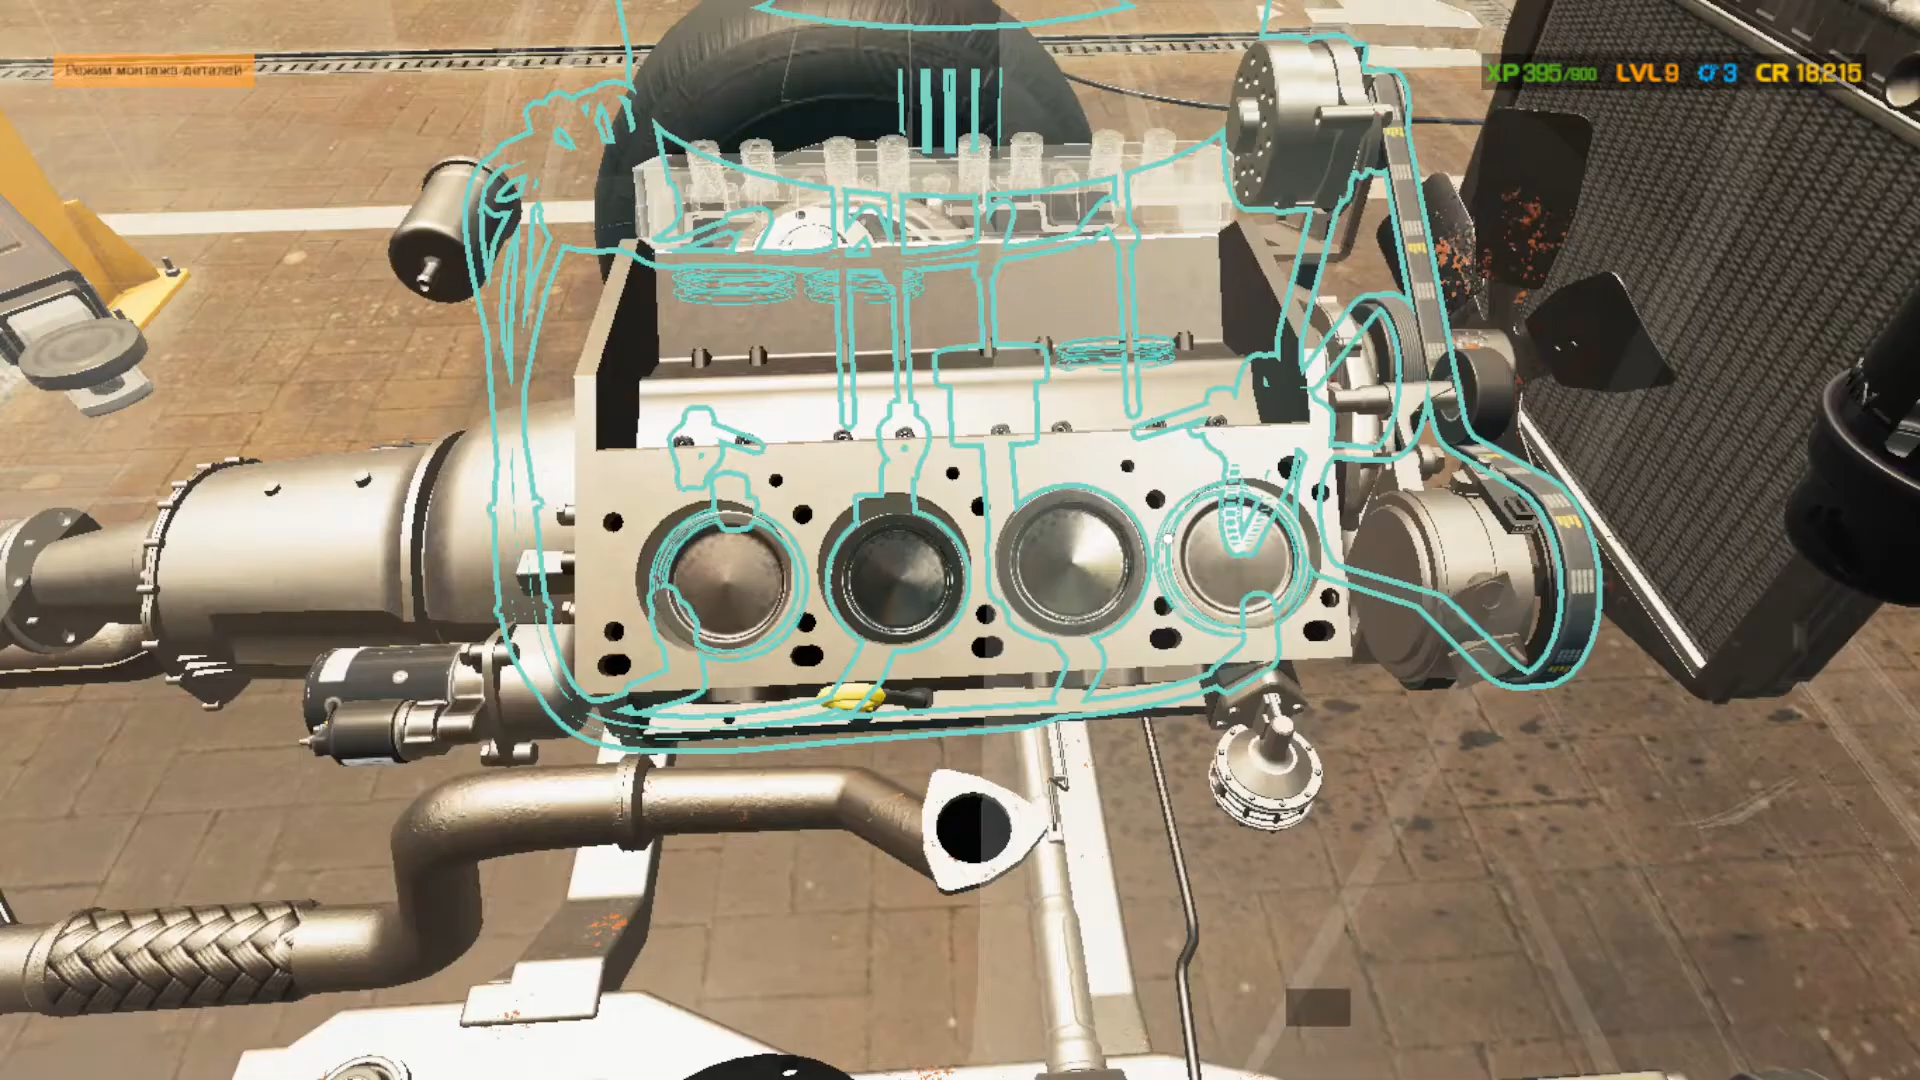 Режим монтажа деталей
XP 395/900 LVL 9 3 CR 18,215